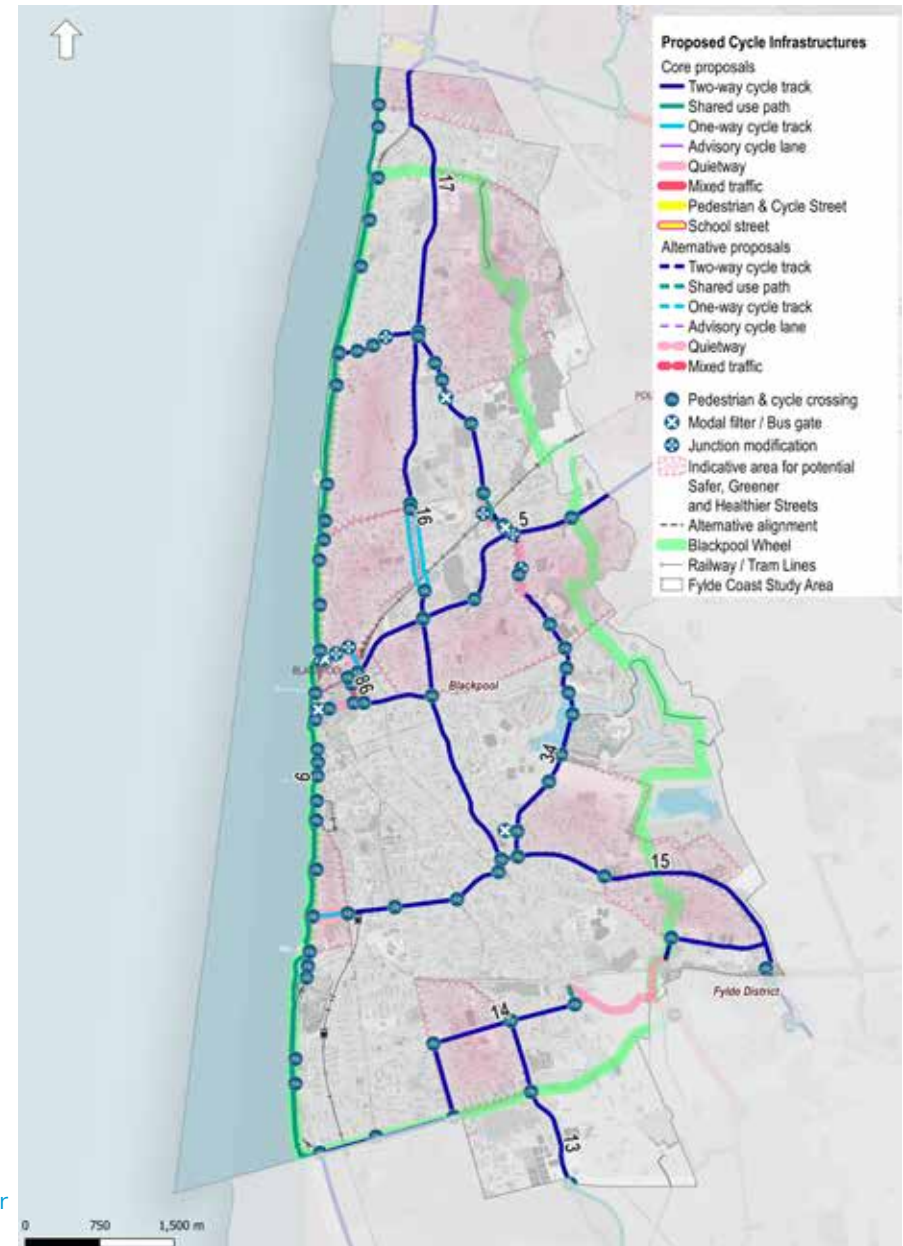 Proposed Cycle Infrastructures
Core proposals
Two-way cycle track
Shared use path
One-way cycle track
Advisory cycle lane
Quietway
Mixed traffic
Pedestrian & Cycle Street
School street
Alternative proposals
Two-way cycle track
Shared use path
One-way cycle track
Advisory cycle lane
Quietway
Mixed traffic
Pedestrian & cycle crossing
Modal filter / Bus gate
Junction modification
Indicative area for potential
Safer, Greener
and Healthier Streets
Alternative alignment
Blackpool Wheel
Railway / Tram Lines
Fylde Coast Study Area
17
16
5
86
Blackpool
6
34
15
14
Fylde District
13
r
0 750 1,500 m